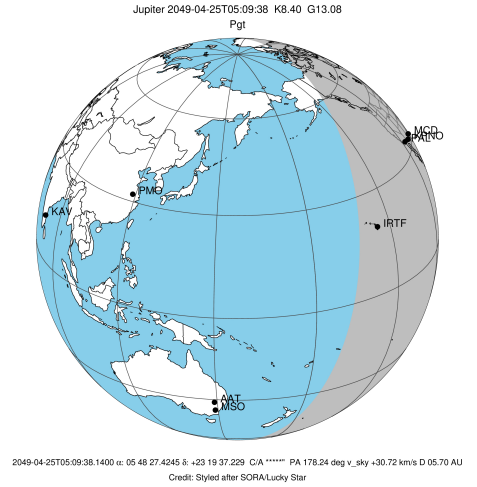 Jupiter 2049-04-25T05:09:38  K8.40  G13.08
Pgt
MCD
PAL
IRTF
PMO
KAV
AAT
MSO
2049-04-25T05:09:38.1400 α: 05 48 27.4245 δ: +23 19 37.229  C/A *****"  PA 178.24 deg v_sky +30.72 km/s D 05.70 AU
Credit: Styled after SORA/Lucky Star